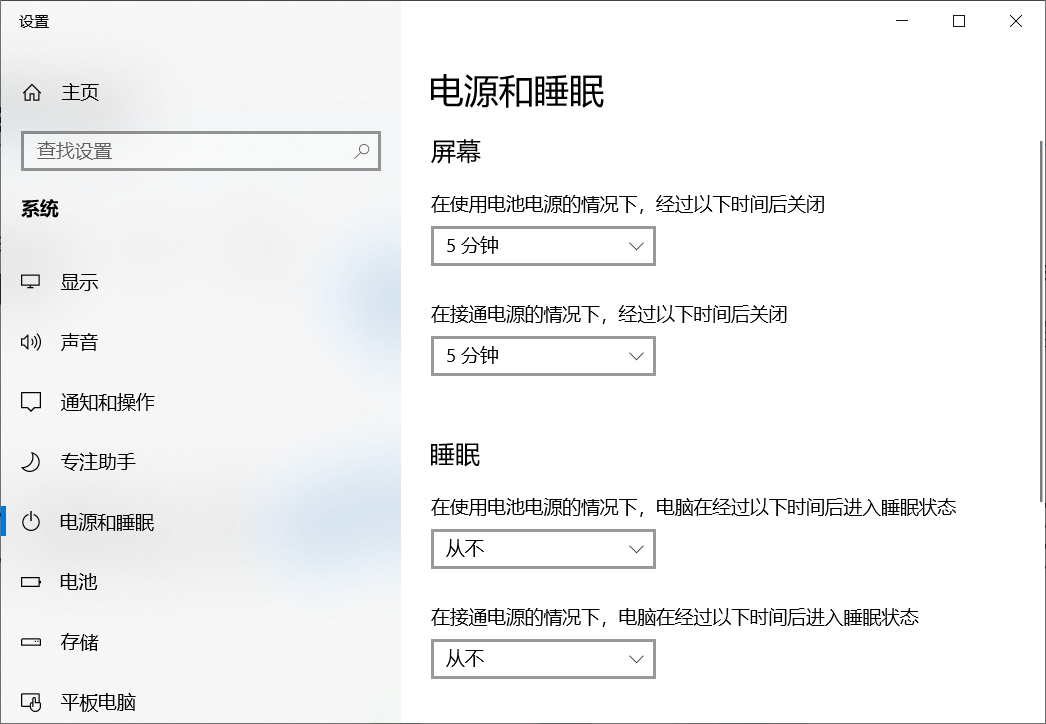 设置
主页
查找设置
系统
显示
声音
通知和操作
专注助手
电源和睡眠
电池
存储
平板电脑
电源和睡眠
屏幕
在使用电池电源的情况下，经过以下时间后关闭
5 分钟
在接通电源的情况下，经过以下时间后关闭
5 分钟
睡眠
在使用电池电源的情况下，电脑在经过以下时间后进入睡眠状态
从不
在接通电源的情况下，电脑在经过以下时间后进入睡眠状态
从不